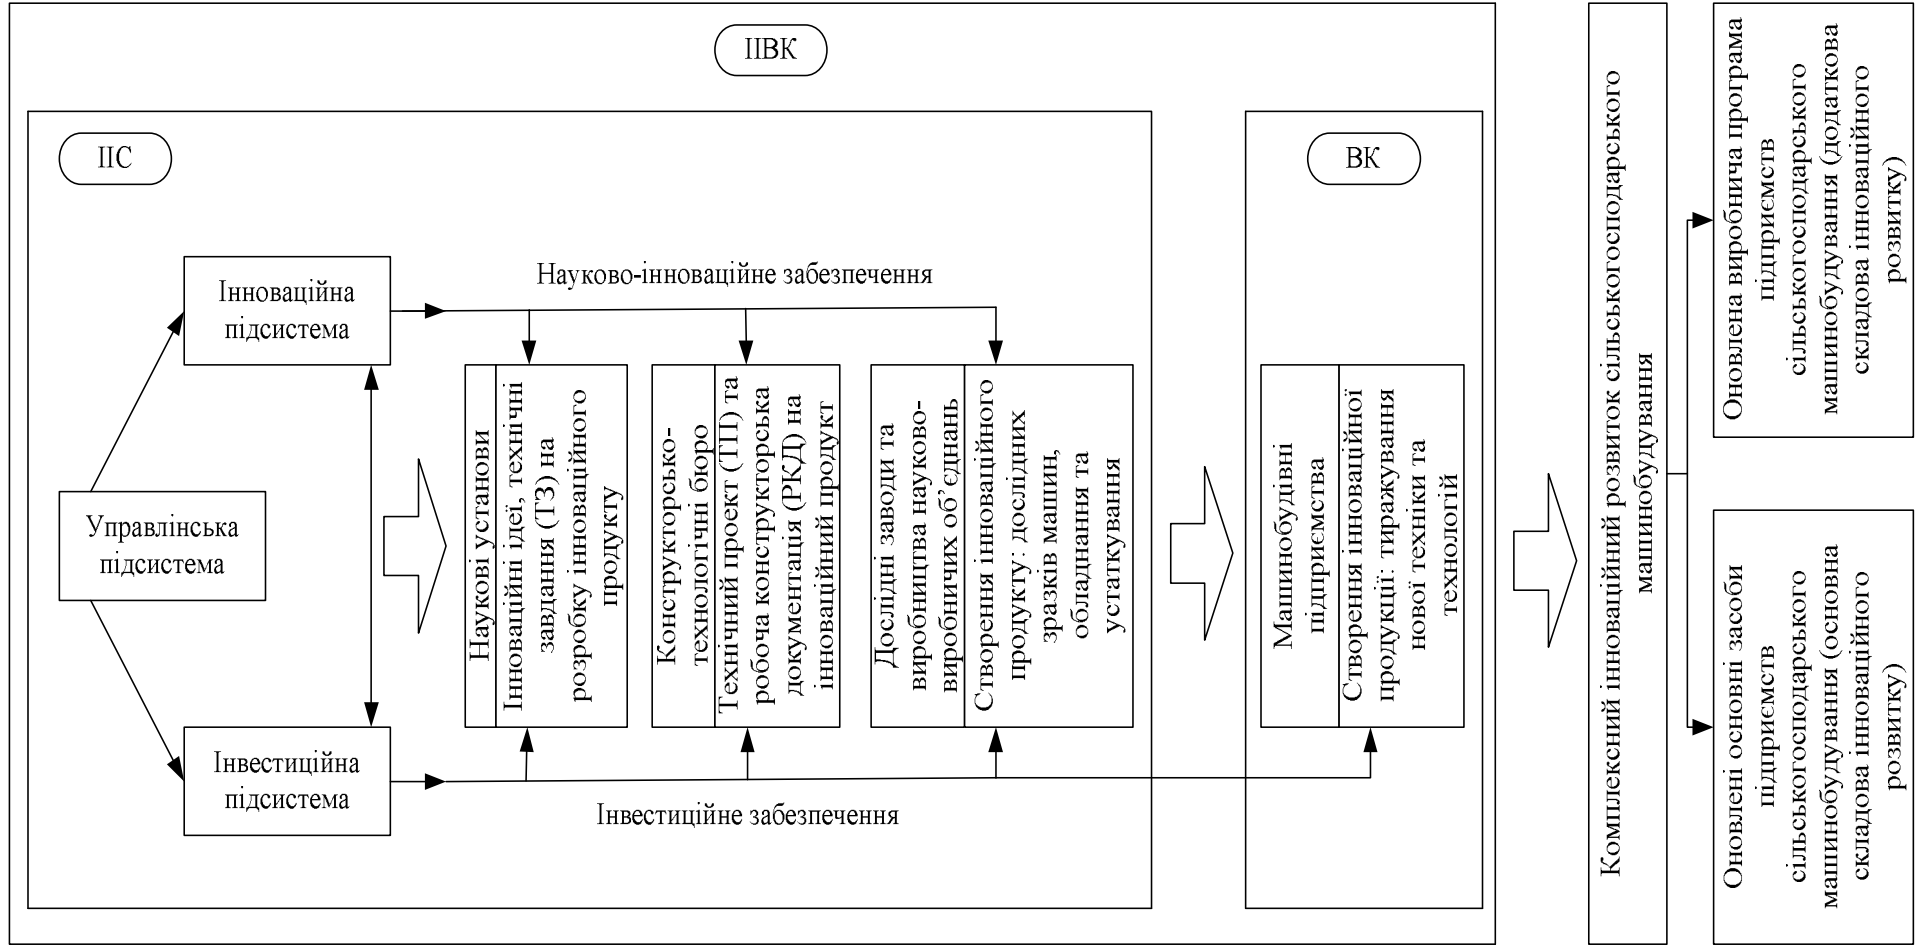 ІІВК
ІІС
ВК
Інноваційна
підсистема
Науково-інноваційне забезпечення
Управлінська
підсистема
Інвестиційна
підсистема
Інвестиційне забезпечення
Наукові установи
Інноваційні ідеї, технічні
завдання (ТЗ) на
розробку інноваційного
продукту
Конструкторсько-
технологічні бюро
Технічний проект (ТП) та
робоча конструкторська
документація (РКД) на
інноваційний продукт
Дослідні заводи та
виробництва науково-
виробничих об’єднань
Створення інноваційного
продукту: дослідних
зразків машин,
обладнання та
устаткування
Машинобудівні
підприємства
Створення інноваційної
продукції: тиражування
нової техніки та
технологій
Комплексний інноваційний розвиток сільського­сподарського
машинобудування
Оновлена виробнича програма
підприємств
сільськогосподарського
машинобудування (додаткова
складова інноваційного
розвитку)
Оновлені основні засоби
підприємств
сільськогосподарського
машинобудування (основна
складова інноваційного
розвитку)